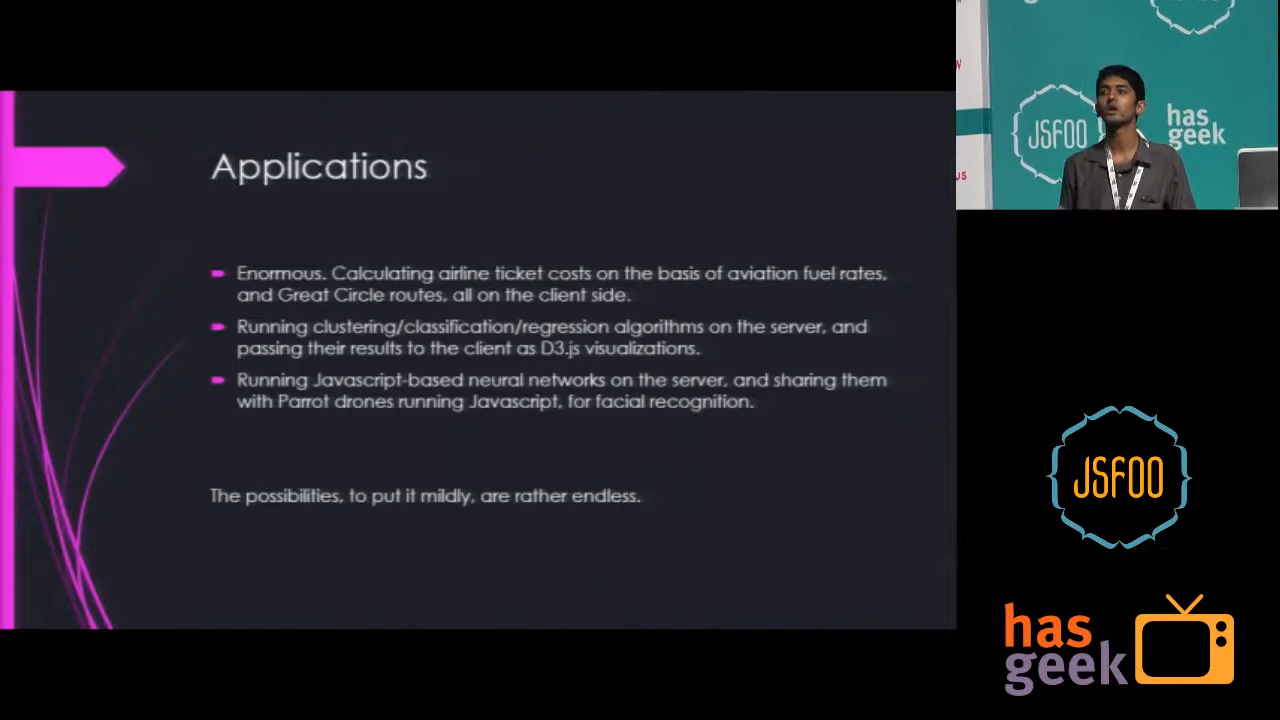 Applications
Enormous. Calculating airline ticket costs on the basis of aviation fuel rates,
and Great Circle routes, all on the client side.
Running clustering/classification/regression algorithms on the server, and
passing their results to the client as D3.js visualizations.
Running Javascript-based neural networks on the server, and sharing them
with Parrot drones running Javascript, for facial recognition.
The possibilities, to put it mildly, are rather endless.
JSFOO
has
geek
us
JSFOO
has
geek